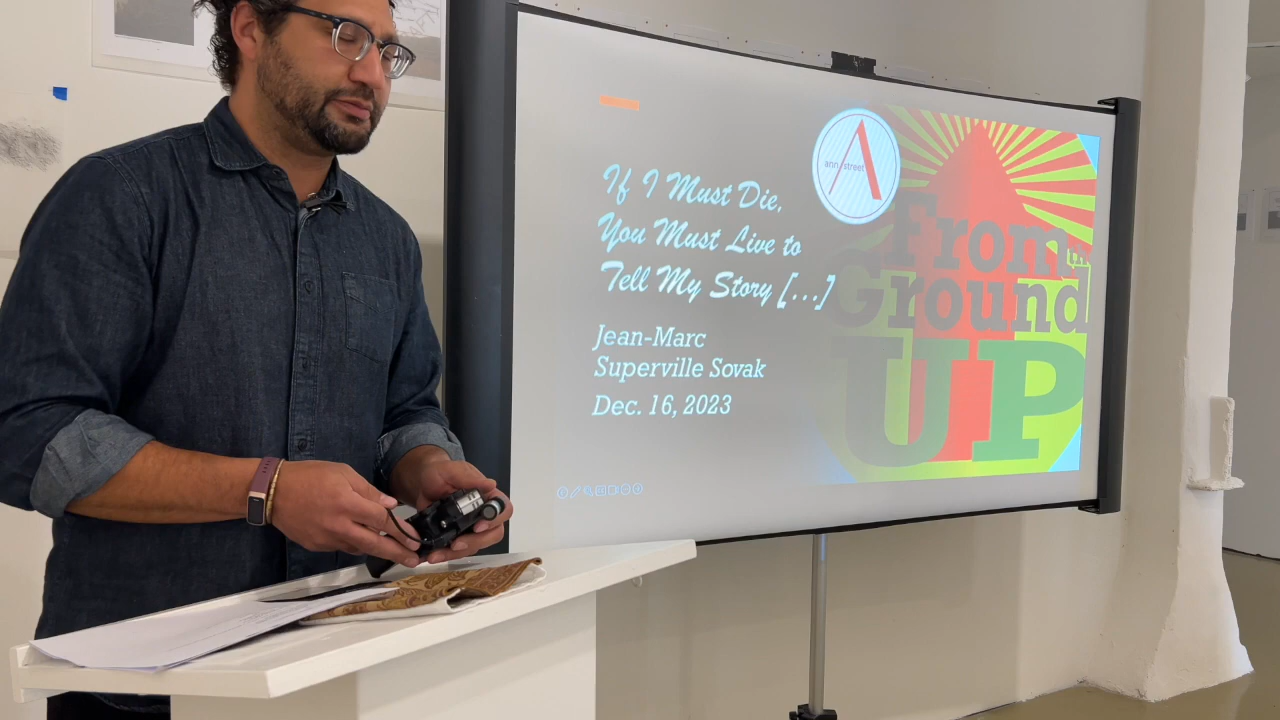 If I Must Die,
You Must Live to
Tell My Story [...]
Jean-Marc
Superville Sovak
Dec. 16, 2023
ann street
From the
Ground
UP